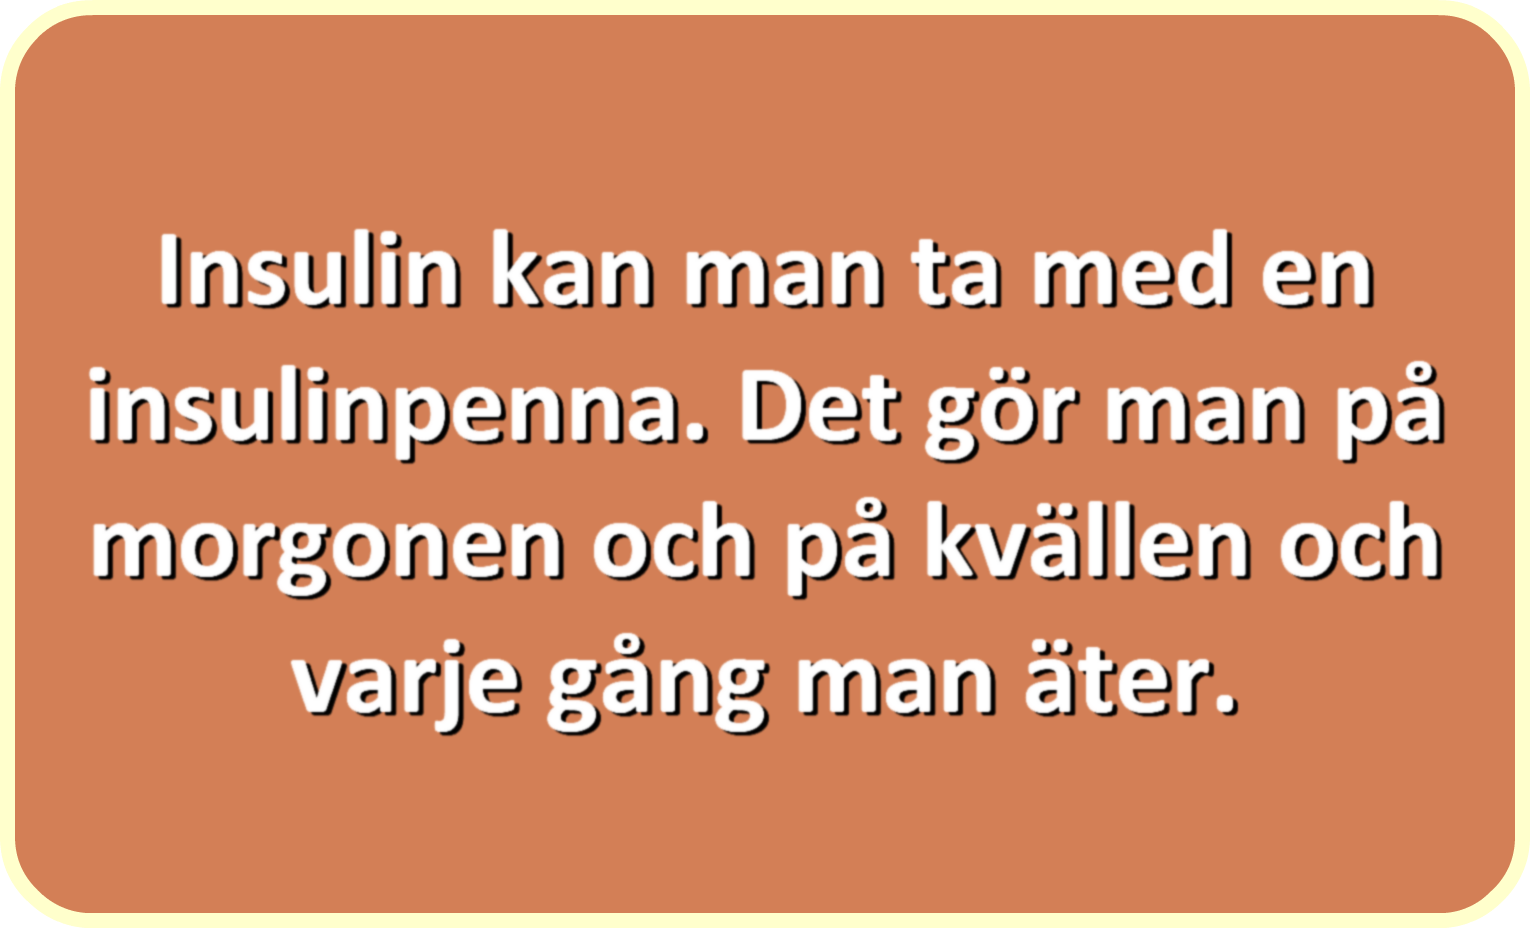 Insulin kan man ta med en
insulinpenna. Det gör man på
morgonen och på kvällen och
varje gång man äter.